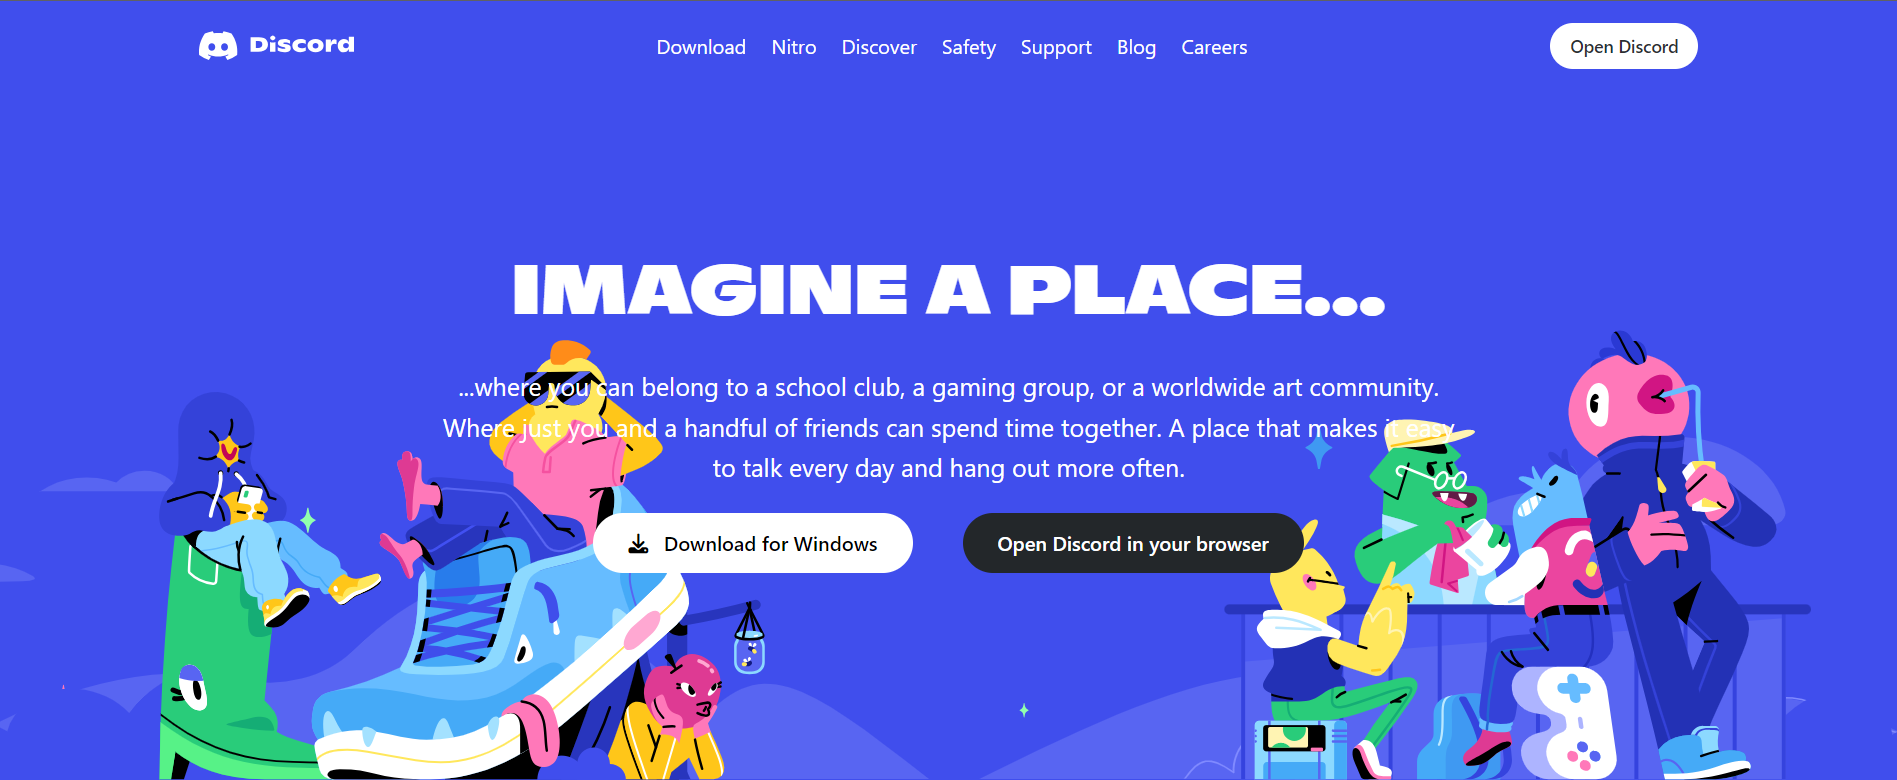 Discord
Download Nitro Discover Safety Support Blog Careers
Open Discord
IMAGINE A PLACE...
...where you can belong to a school club, a gaming group, or a worldwide art community.
Where just you and a handful of friends can spend time together. A place that makes it easy
to talk every day and hang out more often.
Download for Windows
Open Discord in your browser